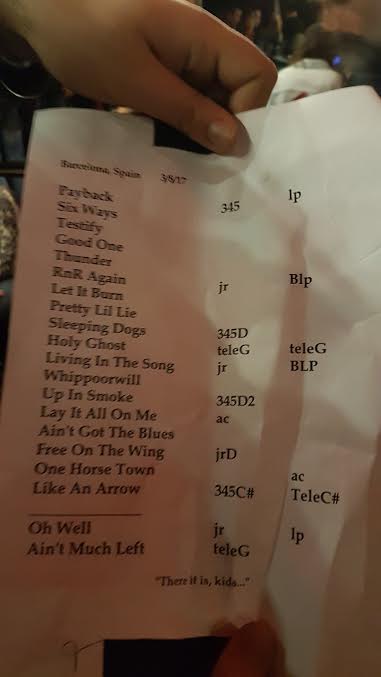 Barcelona, Spain 3/8/17
Payback lp
Six Ways 345
Testify
Good One
Thunder
RnR Again jr Blp
Let It Burn
Pretty Lil Lie
Sleeping Dogs 345D
Holy Ghost teleG teleG
Living In The Song jr BLP
Whippoorwill
Up In Smoke 345D2
Lay It All On Me ac
Ain't Got The Blues
Free On The Wing jrD
One Horse Town ac
Like An Arrow 345C# TeleC#
Oh Well jr lp
Ain't Much Left teleG
"There it is, kids..."